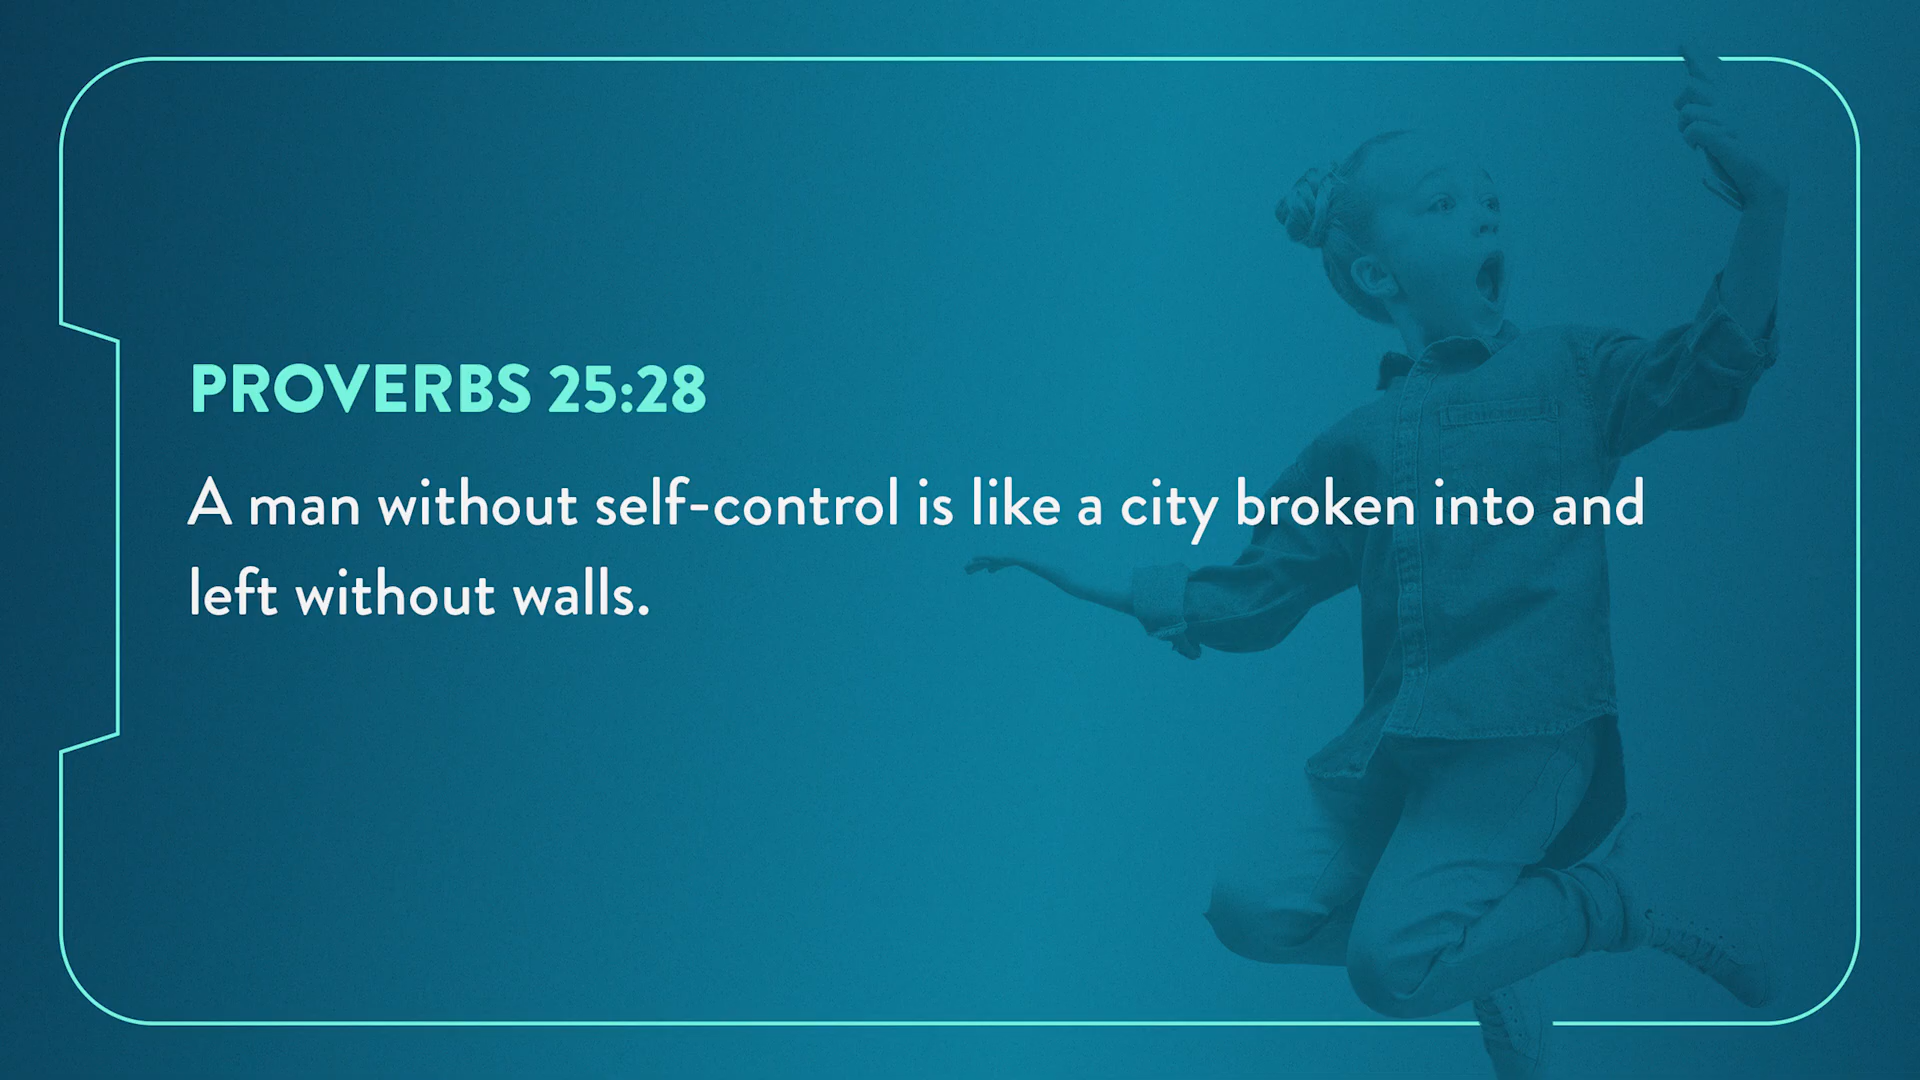 PROVERBS 25:28
A man without self-control is like a city broken into and
left without walls.